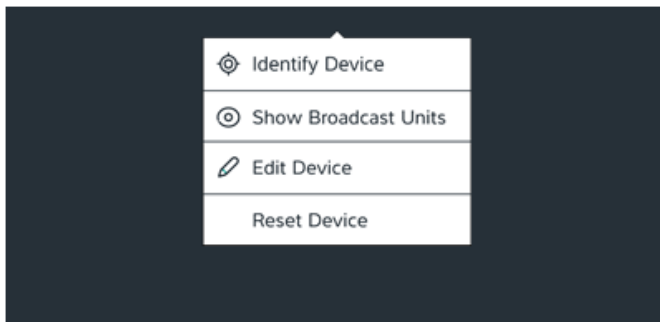 Identify Device
Show Broadcast Units
Edit Device
Reset Device